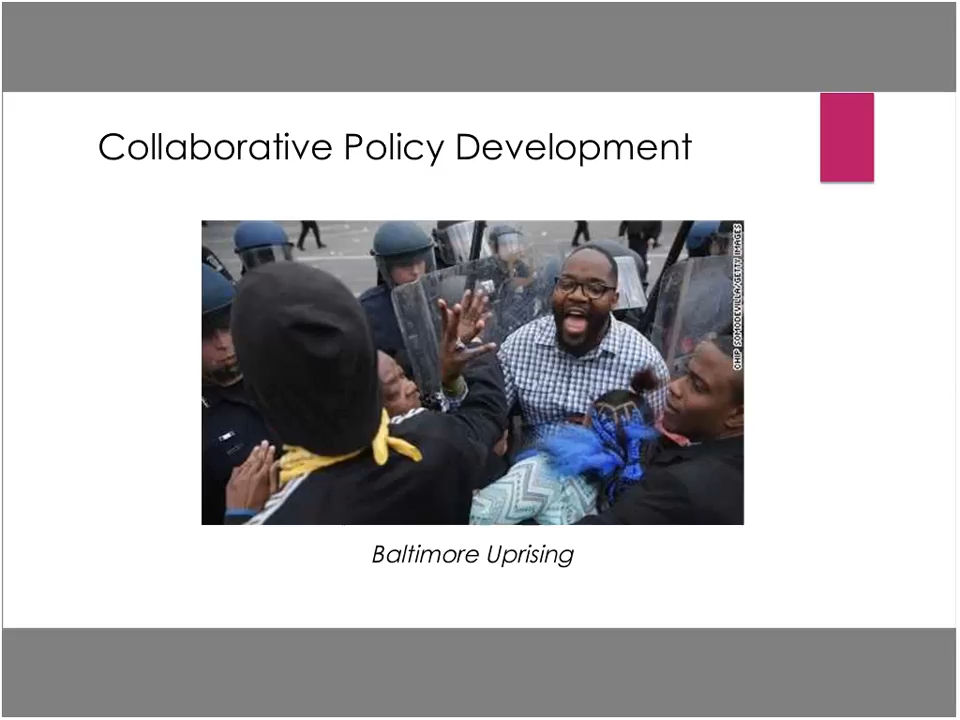 Collaborative Policy Development
CHIP SOMODEVILLA/GETTY IMAGES
Baltimore Uprising